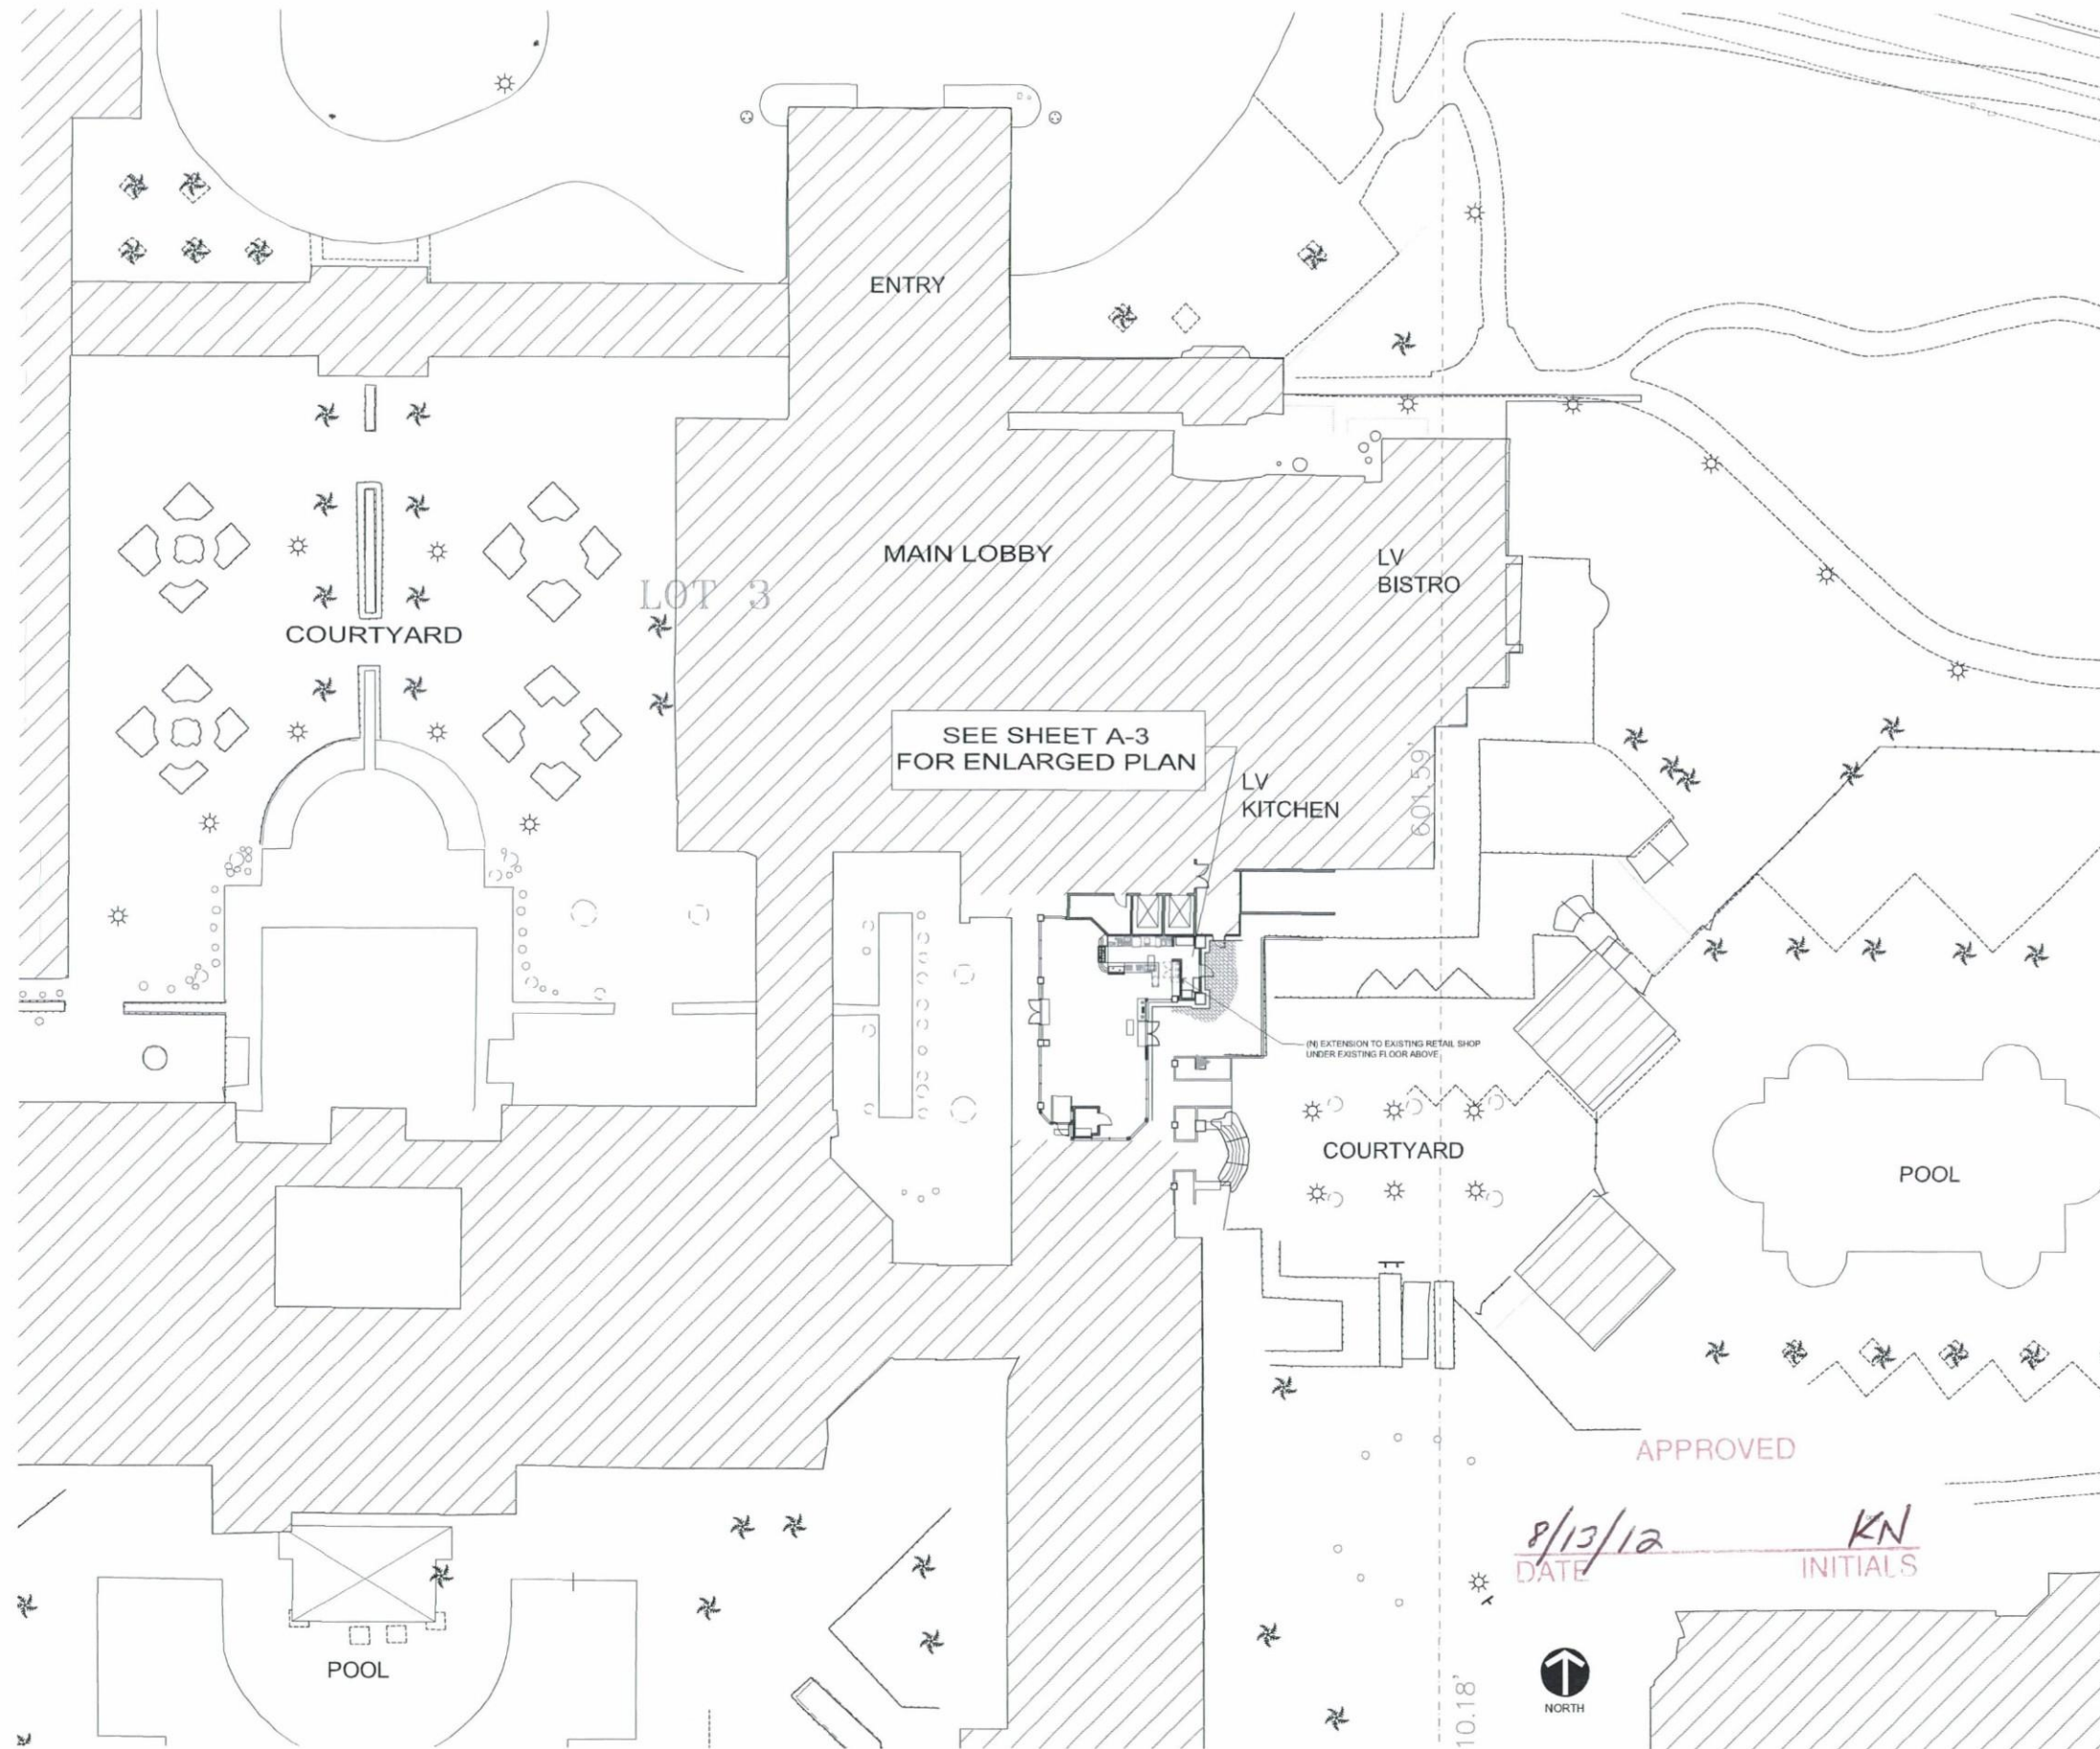 ENTRY
MAIN LOBBY
LV
BISTRO
LOT 3
COURTYARD
SEE SHEET A-3
FOR ENLARGED PLAN
LV
KITCHEN
601.59'
(N) EXTENSION TO EXISTING RETAIL SHOP
UNDER EXISTING FLOOR ABOVE
COURTYARD
POOL
APPROVED
8/13/12 KN
DATE INITIALS
POOL
10.18'
NORTH